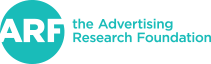 ARF
the Advertising
Research Foundation